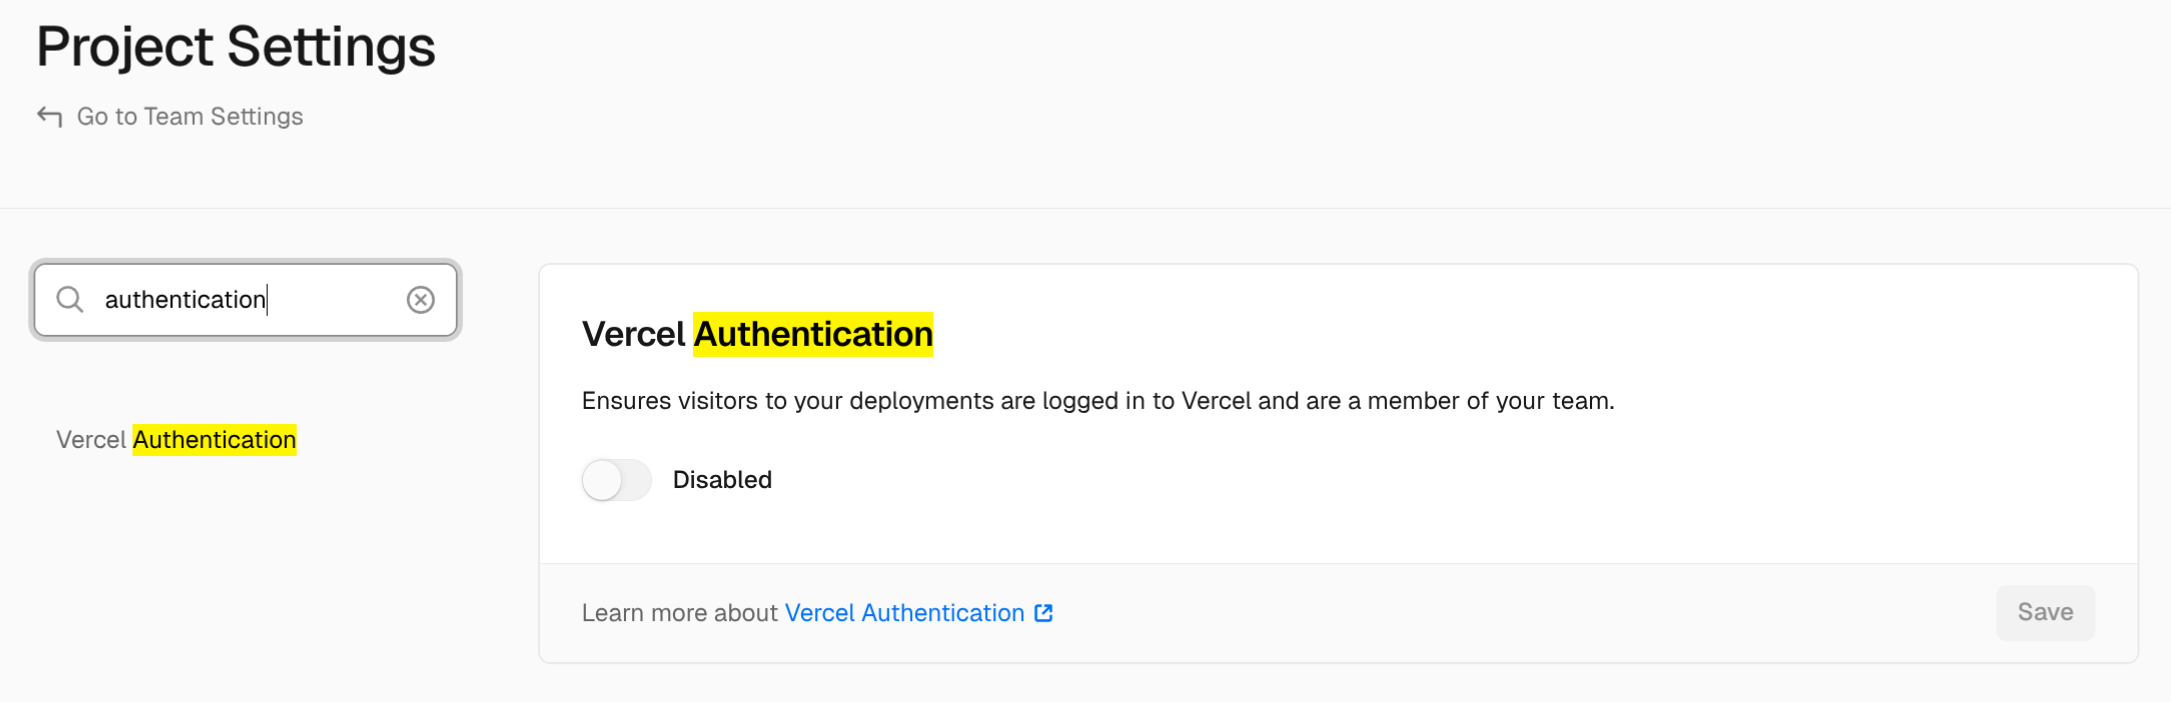 Project Settings
Go to Team Settings
authentication
Vercel Authentication
Vercel Authentication
Ensures visitors to your deployments are logged in to Vercel and are a member of your team.
Disabled
Learn more about Vercel Authentication
Save